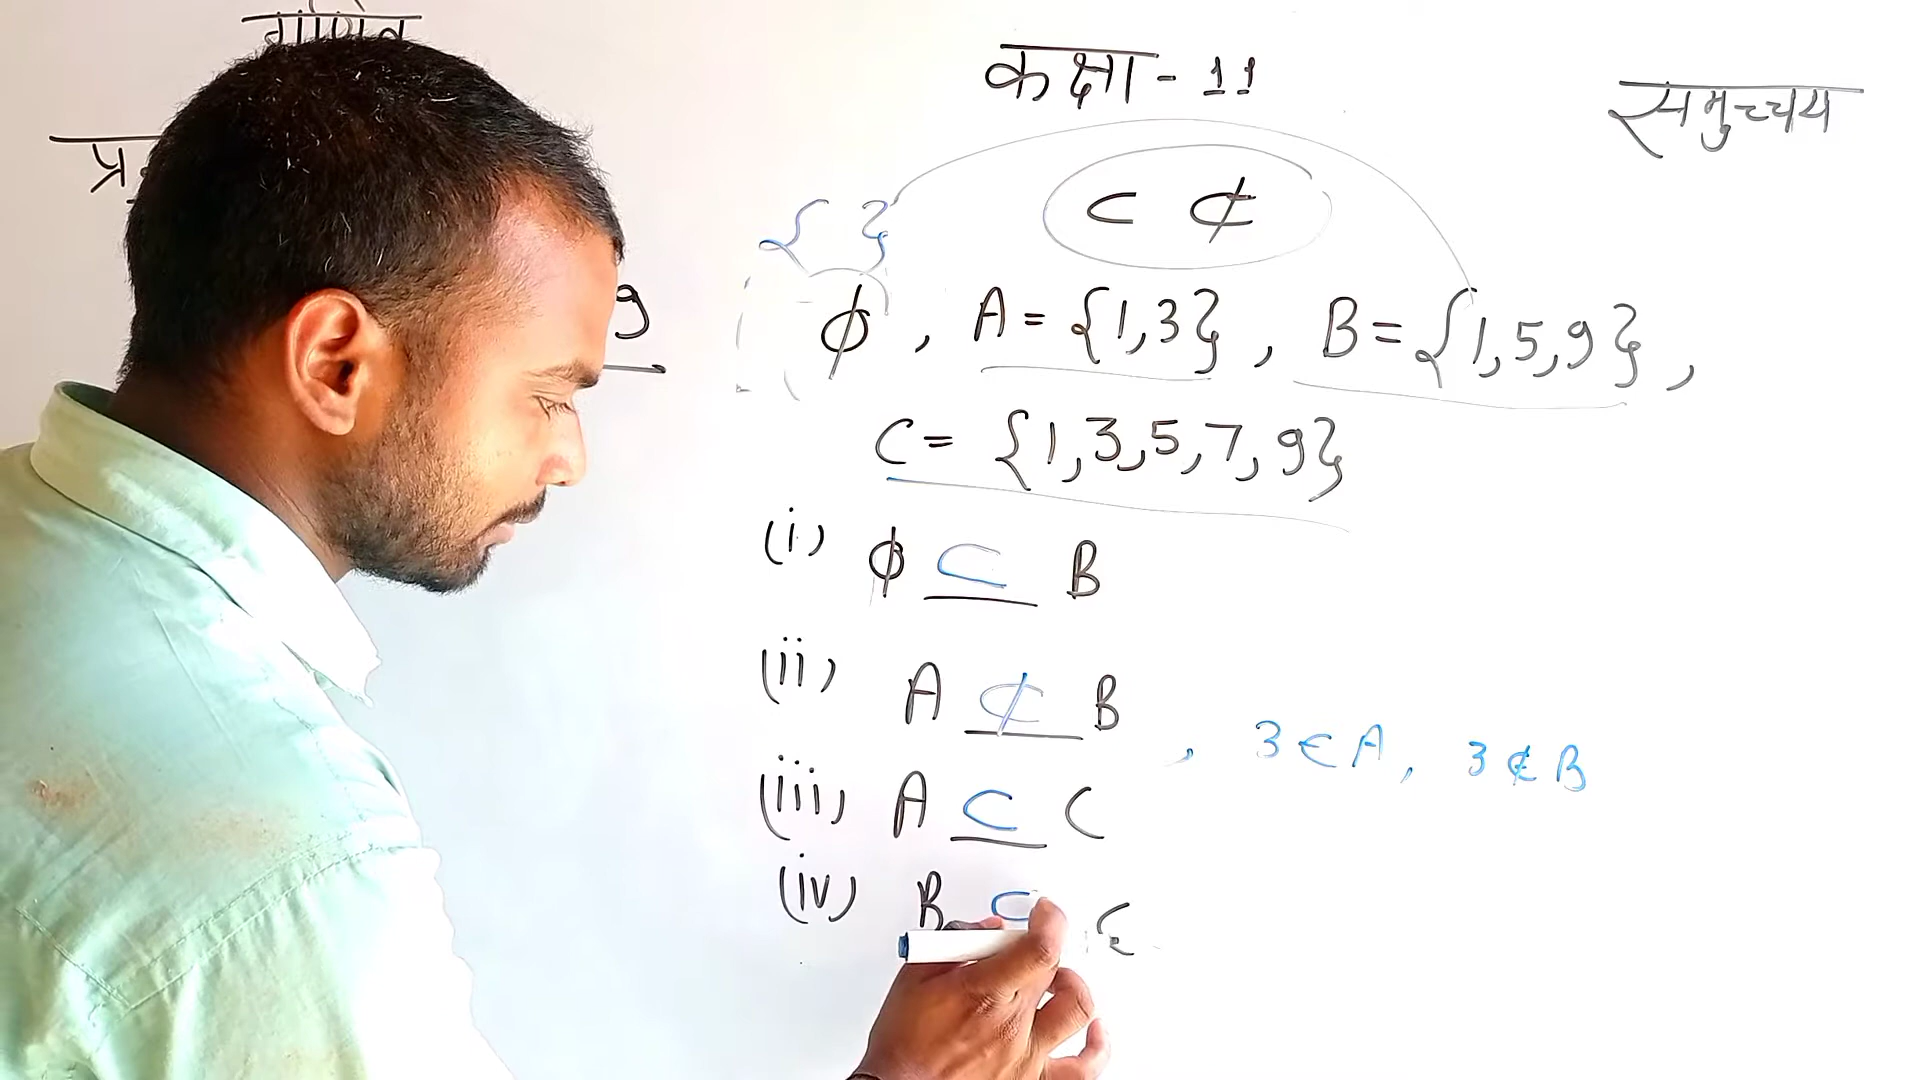 कक्षा - 11
समुच्चय
⊂ ⊄
{ }
ϕ , A = {1,3} , B = {1,5,9} ,
C = {1,3,5,7,9}
(i) ϕ ⊂ B
(ii) A ⊄ B , 3 ∈ A, 3 ∉ B
(iii) A ⊂ C
(iv) B ⊂ C
9